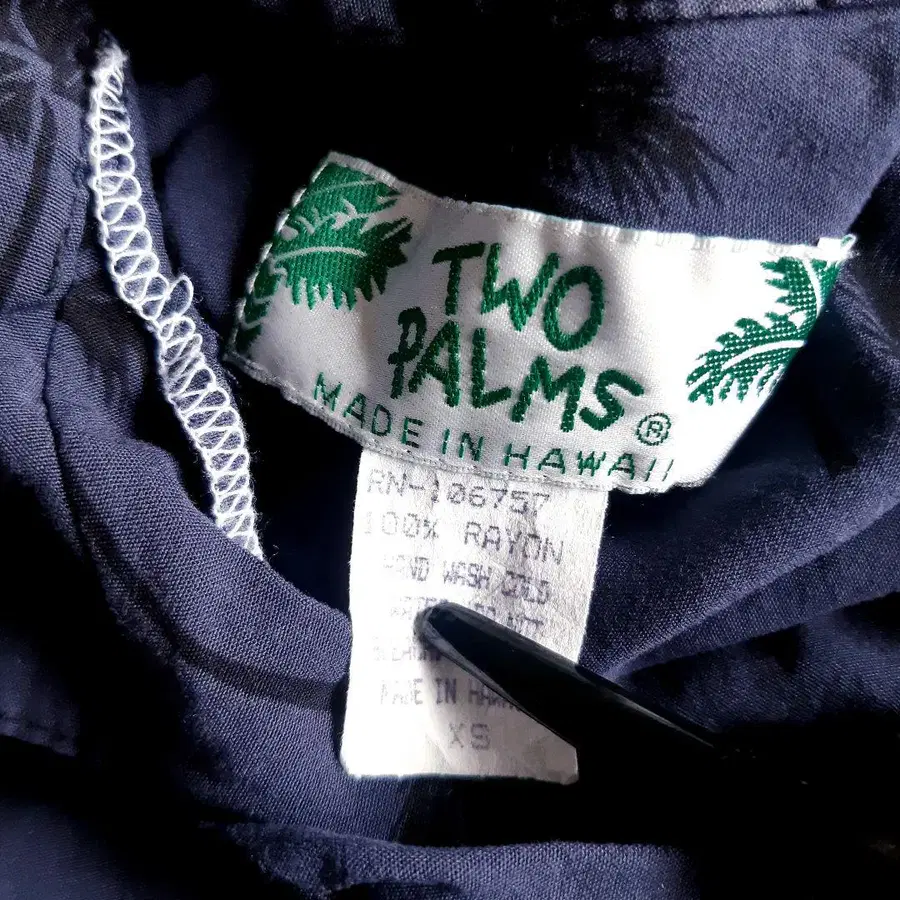 TWO
PALMS®
MADE IN HAWAII
RN-106757
100% RAYON
HAND WASH COLD
MADE IN HAWAII
XS